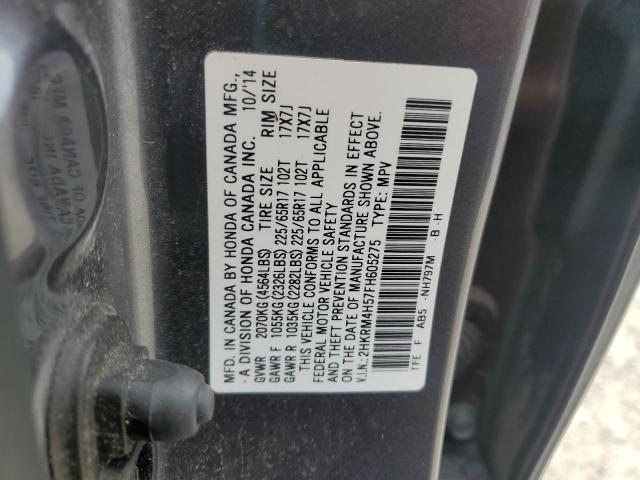 MFD. IN CANADA BY HONDA OF CANADA MFG.,
A DIVISION OF HONDA CANADA INC. 10/'14
GVWR 2070KG(4564LBS) TIRE SIZE RIM SIZE
GAWR F 1055KG(2326LBS) 225/65R17 102T 17X7J
GAWR R 1035KG(2282LBS) 225/65R17 102T 17X7J
THIS VEHICLE CONFORMS TO ALL APPLICABLE
FEDERAL MOTOR VEHICLE SAFETY
AND THEFT PREVENTION STANDARDS IN EFFECT
ON THE DATE OF MANUFACTURE SHOWN ABOVE.
V.I.N.: 2HKRM4H57FH605275 TYPE: MPV
TFE F AB5 -NH797M -B -H